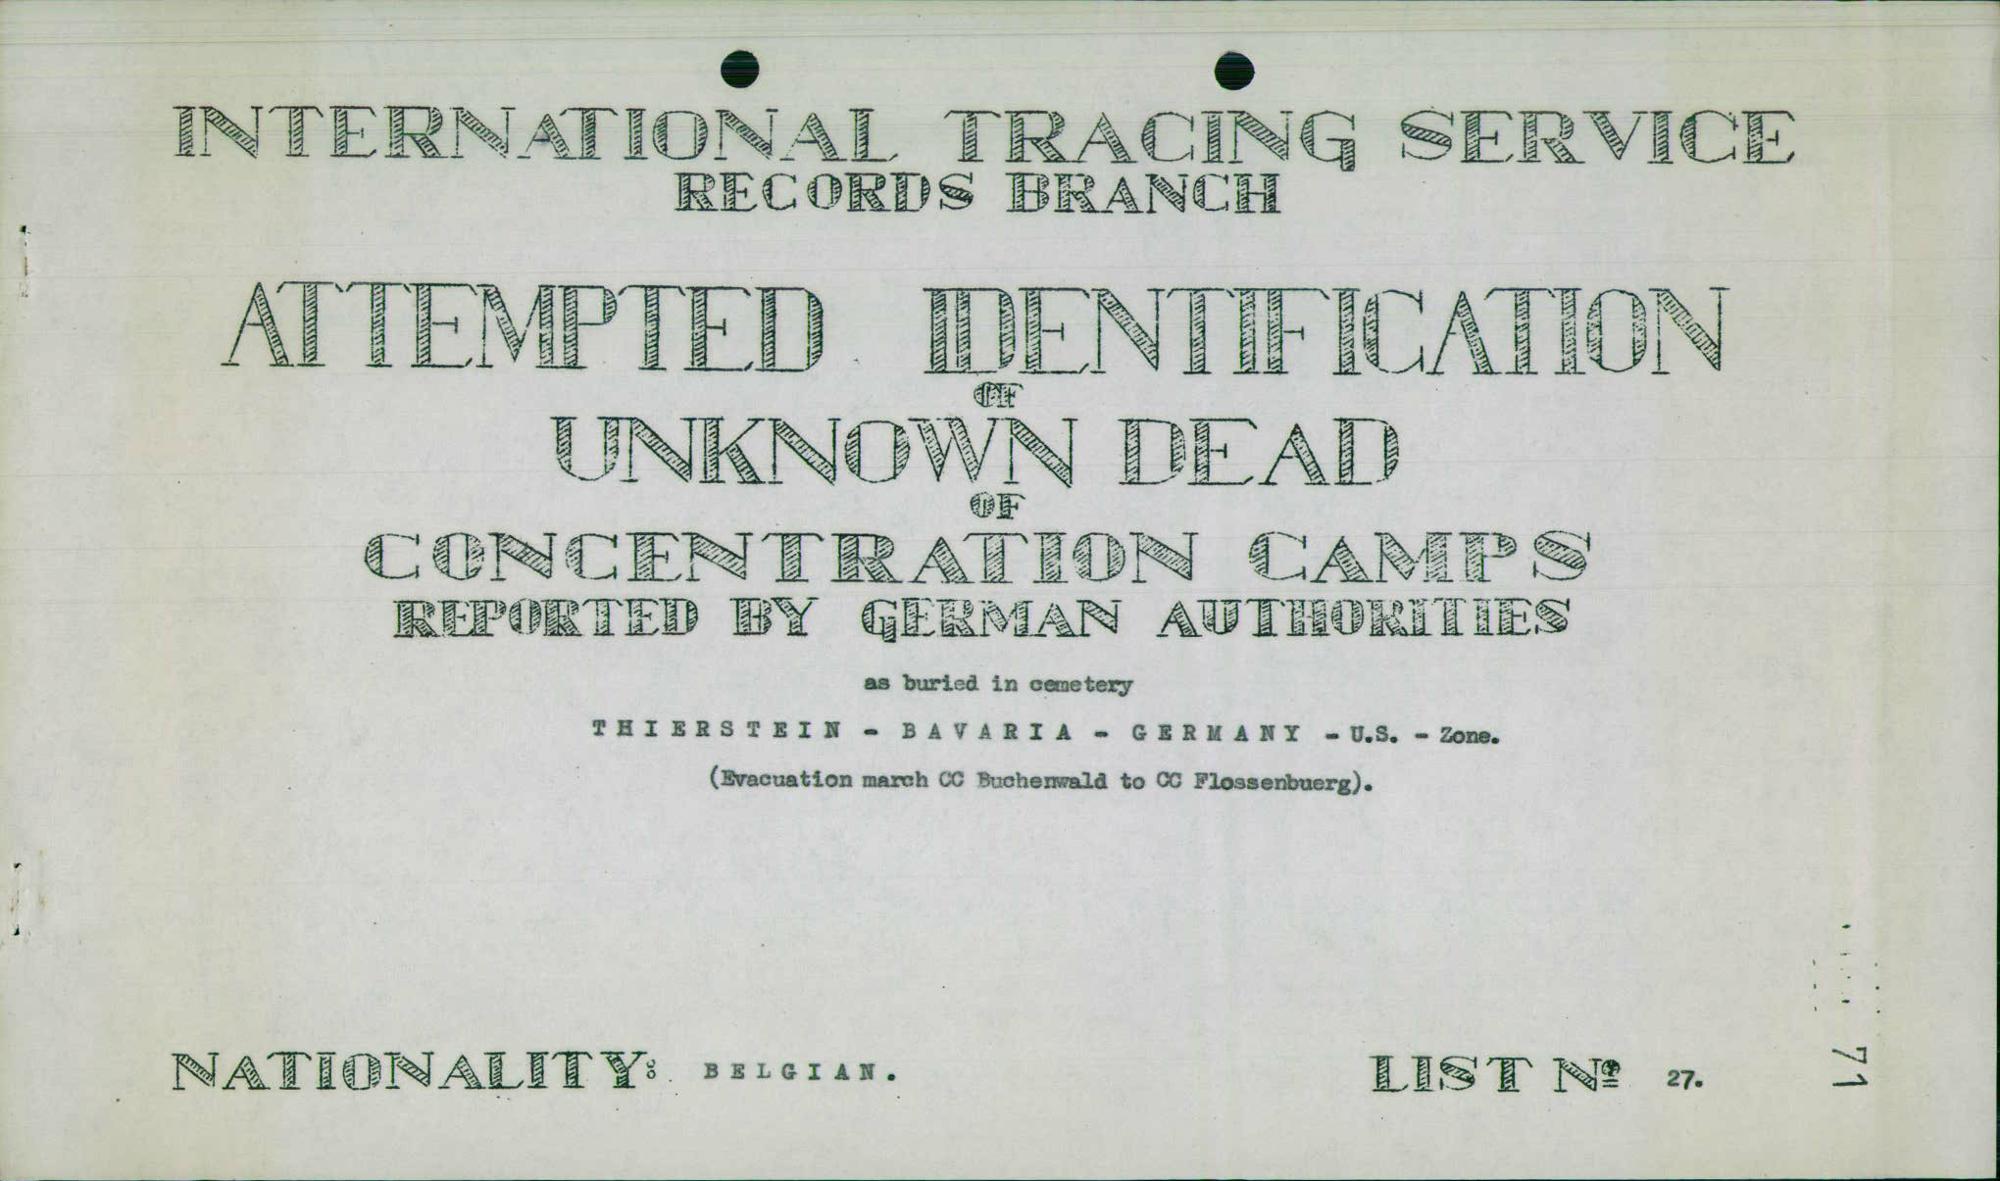 INTERNATIONAL TRACING SERVICE
RECORDS BRANCH
ATTEMPTED IDENTIFICATION
OF
UNKNOWN DEAD
OF
CONCENTRATION CAMPS
REPORTED BY GERMAN AUTHORITIES
as buried in cemetery
THIERSTEIN - BAVARIA - GERMANY - U.S. - Zone.
(Evacuation march CC Buchenwald to CC Flossenbuerg).
NATIONALITY: BELGIAN.
LIST Nº 27.
71